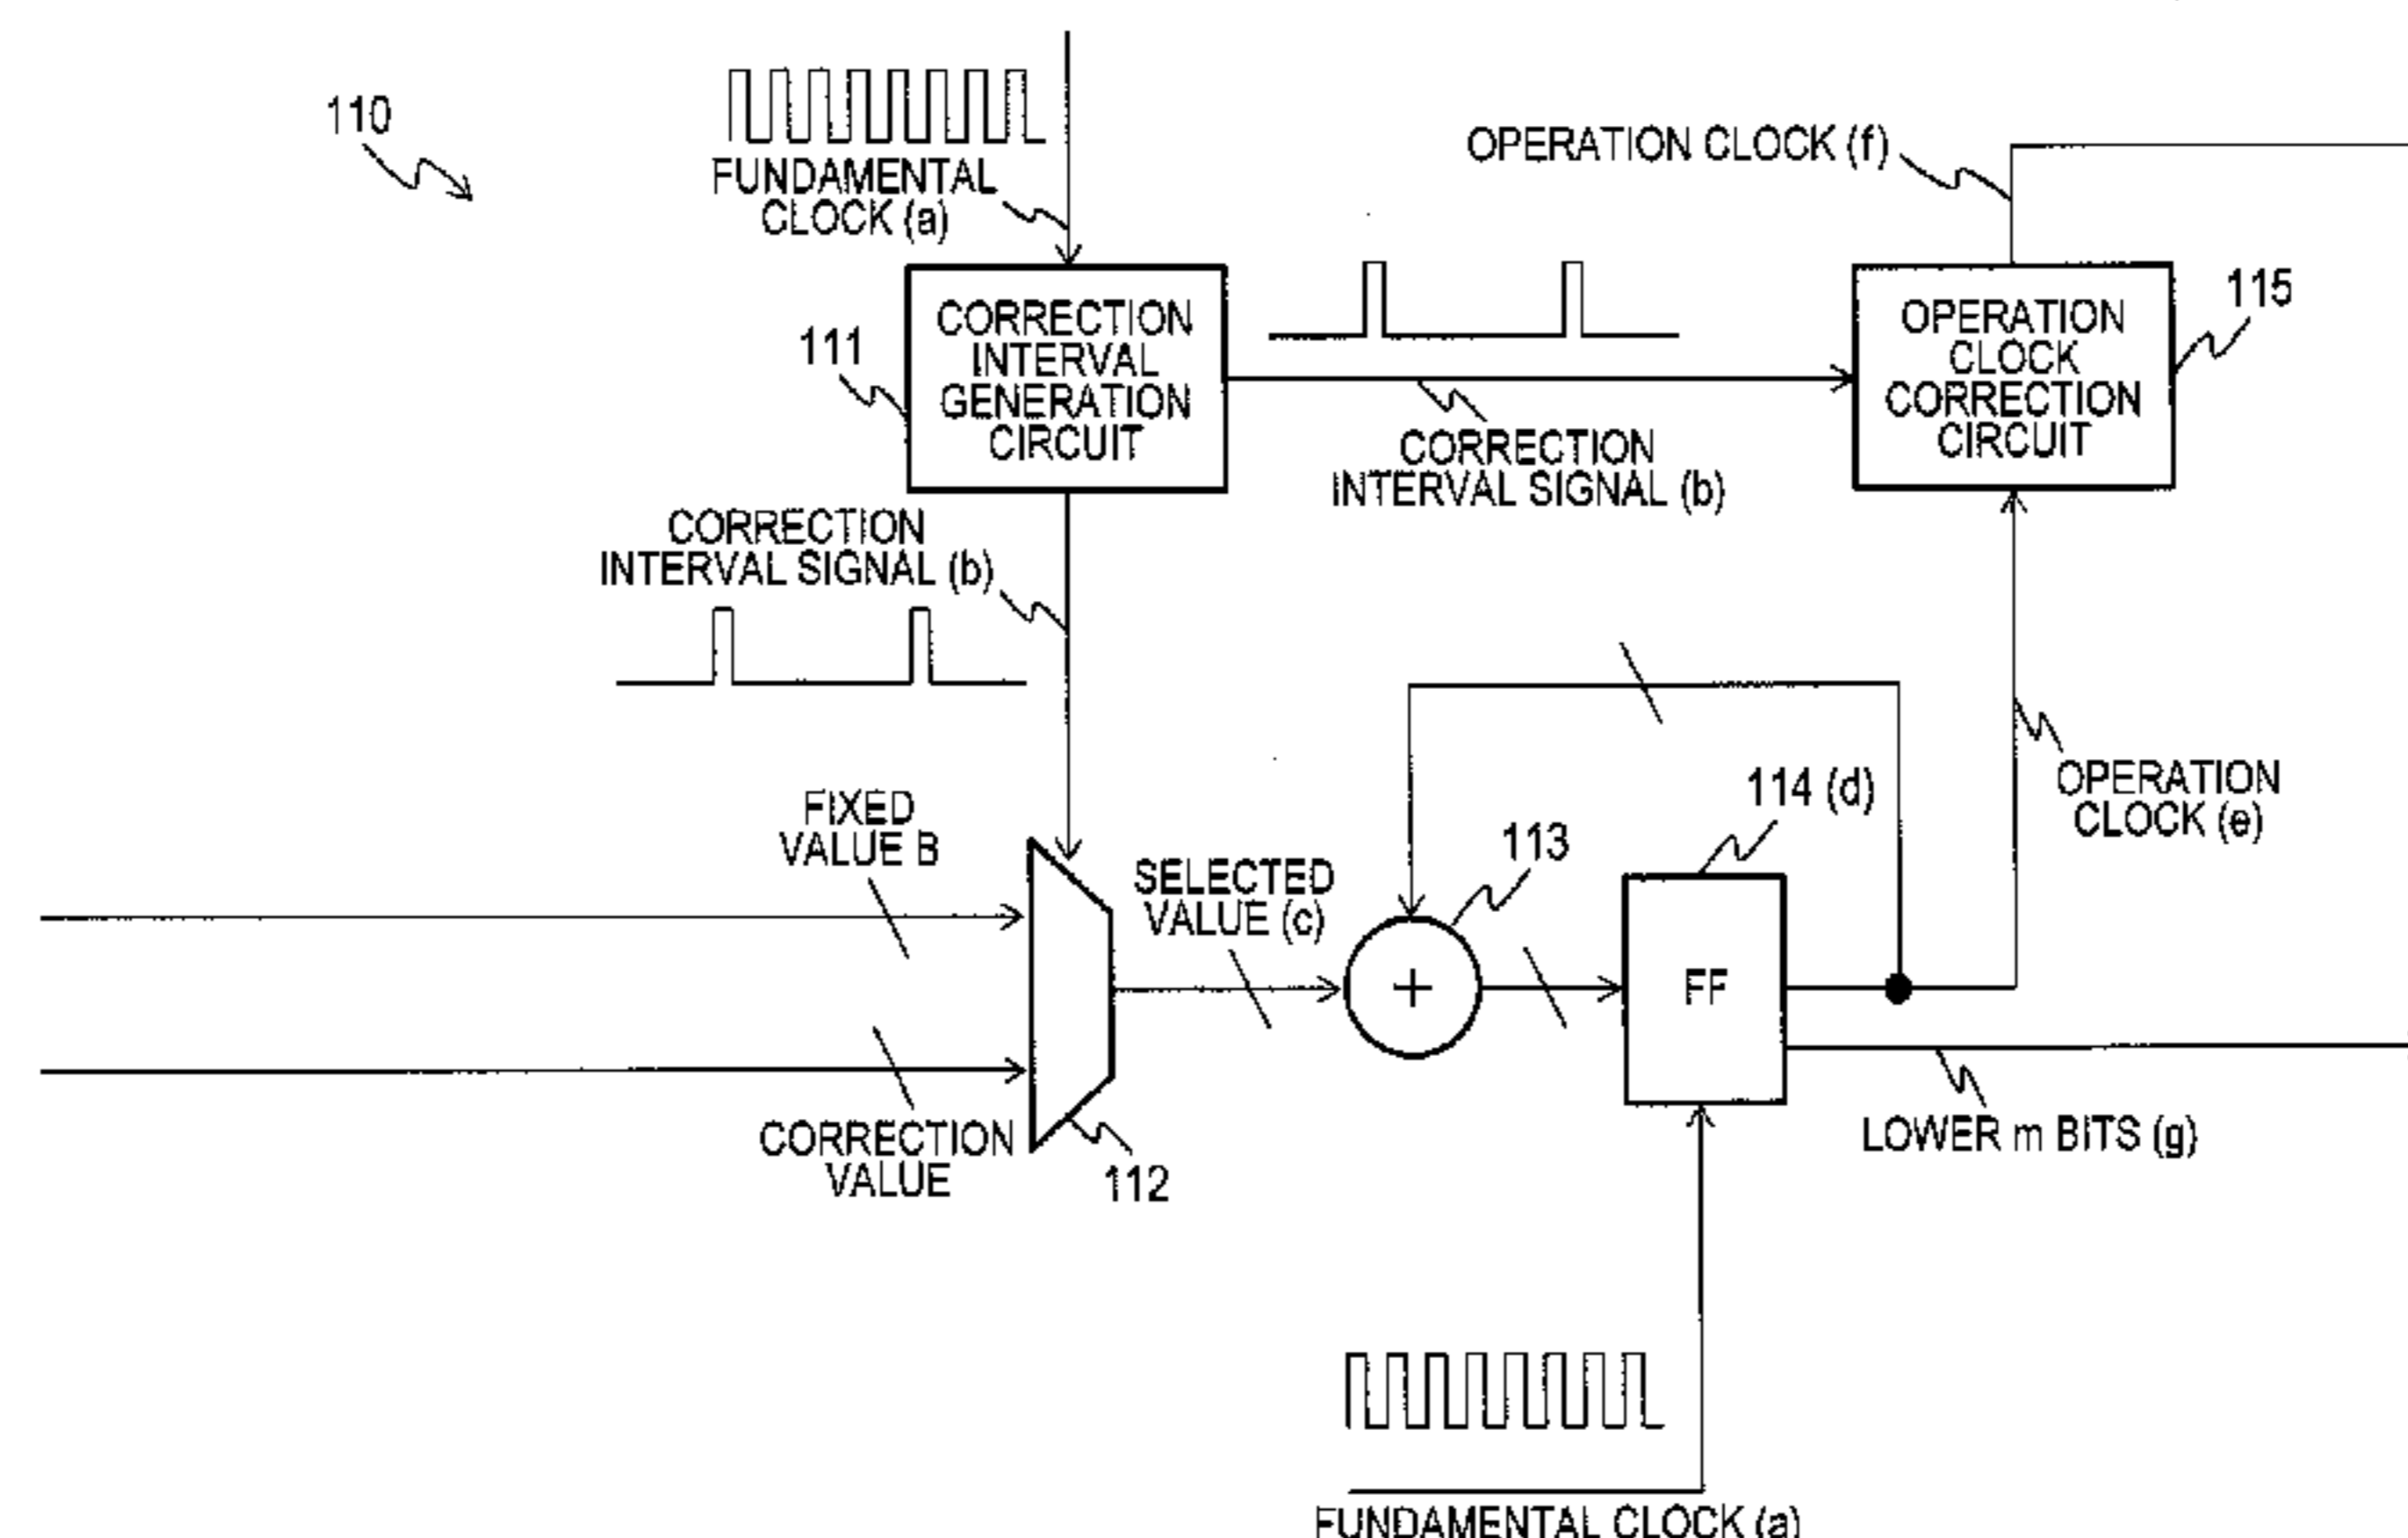 110
FUNDAMENTAL
CLOCK (a)
OPERATION CLOCK (f)
111
CORRECTION
INTERVAL
GENERATION
CIRCUIT
OPERATION
CLOCK
CORRECTION
CIRCUIT
115
CORRECTION
INTERVAL SIGNAL (b)
CORRECTION
INTERVAL SIGNAL (b)
FIXED
VALUE B
SELECTED
VALUE (c)
113
114 (d)
OPERATION
CLOCK (e)
+
FF
CORRECTION
VALUE
112
LOWER m BITS (g)
FUNDAMENTAL CLOCK (a)